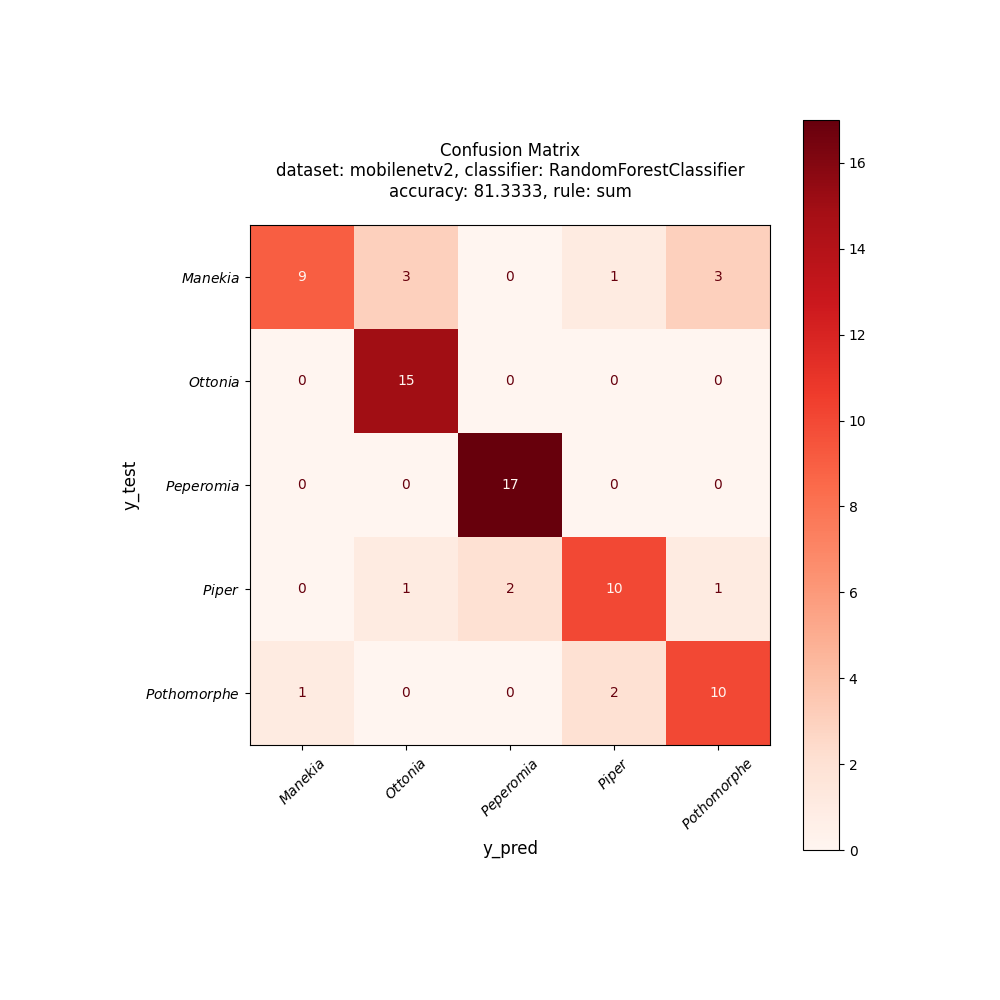 Confusion Matrix
dataset: mobilenetv2, classifier: RandomForestClassifier
accuracy: 81.3333, rule: sum
Manekia 9 3 0 1 3
Ottonia 0 15 0 0 0
Peperomia 0 0 17 0 0
Piper 0 1 2 10 1
Pothomorphe 1 0 0 2 10
Manekia Ottonia Peperomia Piper Pothomorphe
y_test
y_pred
16
14
12
10
8
6
4
2
0